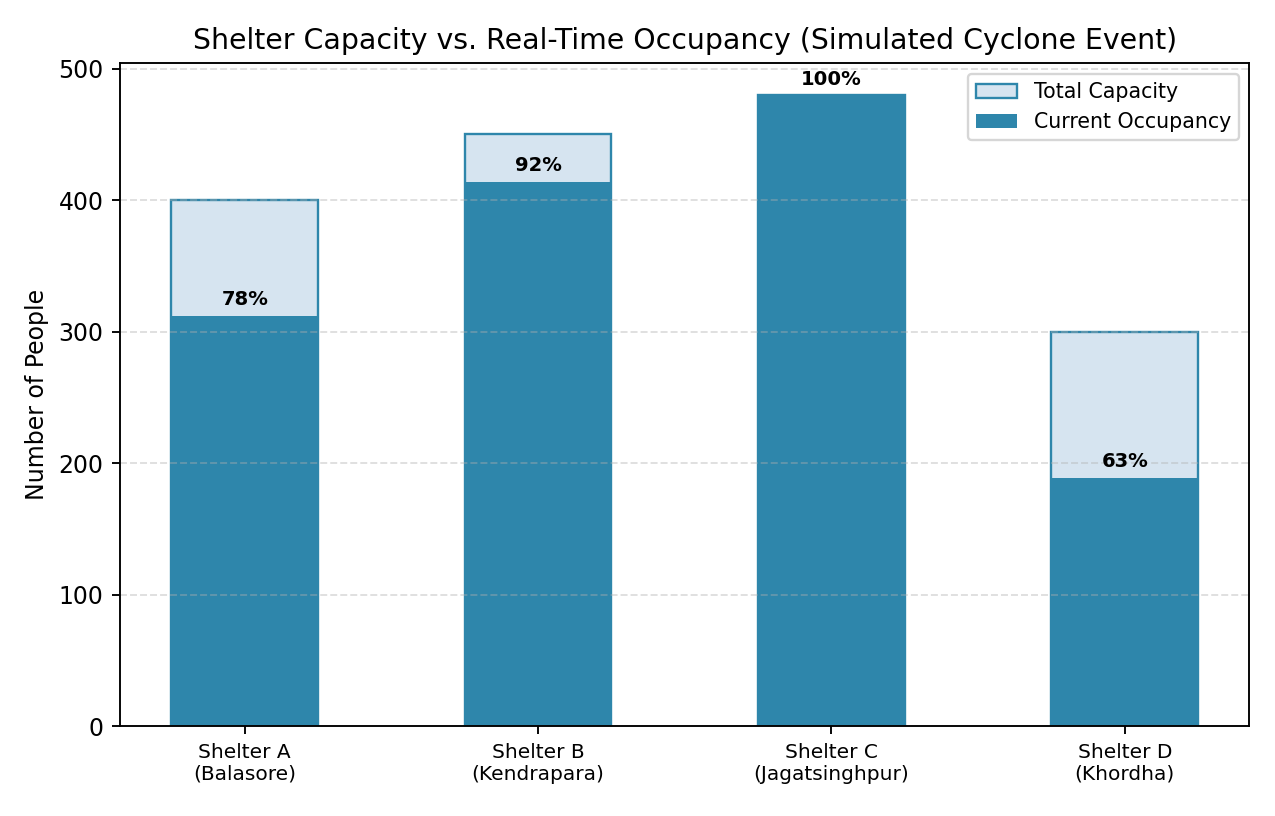 Shelter Capacity vs. Real-Time Occupancy (Simulated Cyclone Event)
500
400
300
200
100
0
Number of People
100%
92%
78%
63%
Total Capacity
Current Occupancy
Shelter A
(Balasore)
Shelter B
(Kendrapara)
Shelter C
(Jagatsinghpur)
Shelter D
(Khordha)